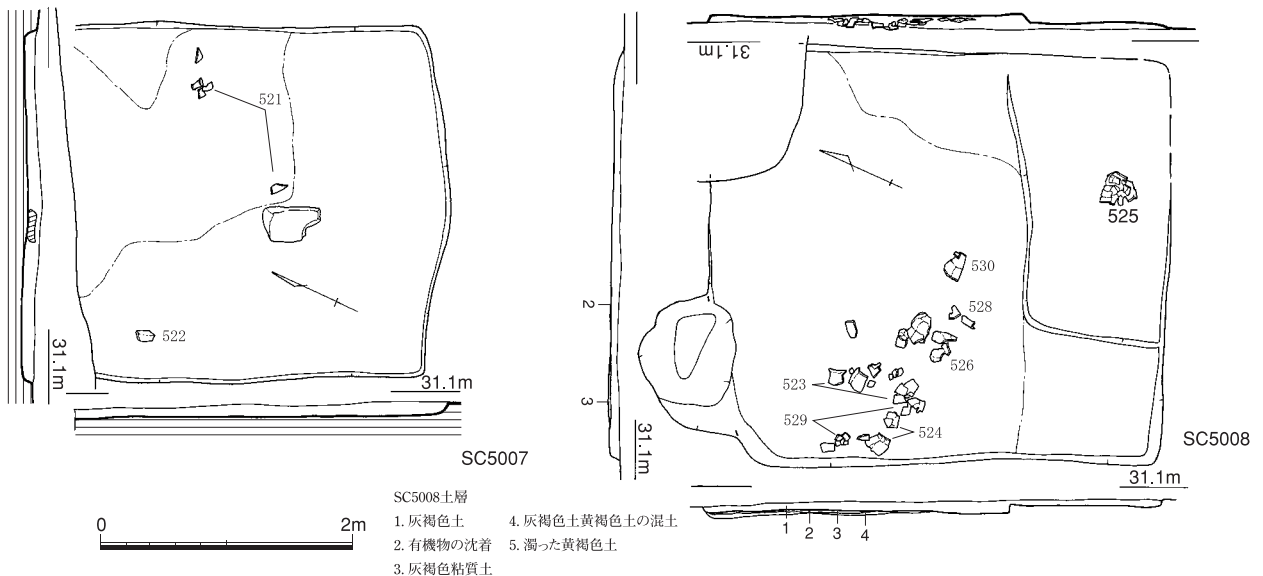 521
522
31.1m
31.1m
SC5007
31.1m
525
530
528
526
523
529
524
2
3
31.1m
31.1m
SC5008
1 2 3 4
0 2m
SC5008土層
1. 灰褐色土 4. 灰褐色土黄褐色土の混土
2. 有機物の沈着 5. 濁った黄褐色土
3. 灰褐色粘質土